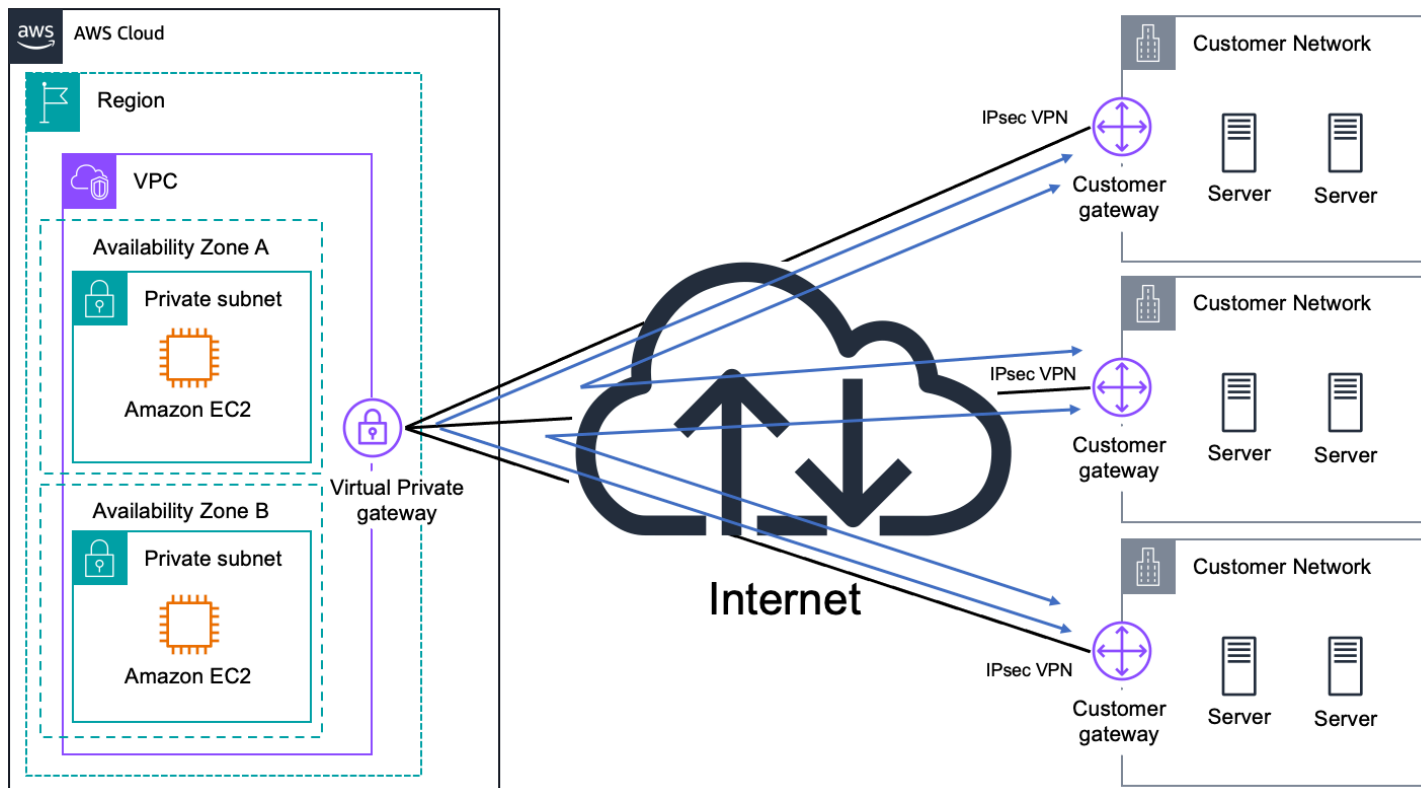 aws
AWS Cloud
Region
VPC
Availability Zone A
Private subnet
Amazon EC2
Availability Zone B
Private subnet
Amazon EC2
Virtual Private
gateway
Internet
IPsec VPN
Customer Network
Customer
gateway
Server
Server
IPsec VPN
Customer Network
Customer
gateway
Server
Server
IPsec VPN
Customer Network
Customer
gateway
Server
Server